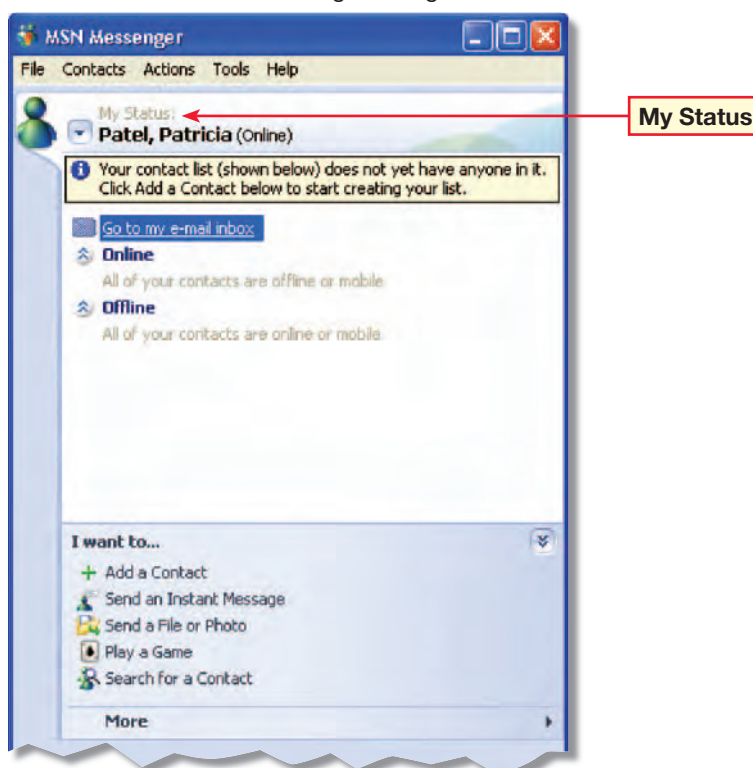 MSN Messenger
File Contacts Actions Tools Help
My Status:
My Status
Patel, Patricia (Online)
Your contact list (shown below) does not yet have anyone in it.
Click Add a Contact below to start creating your list.
Go to my e-mail inbox
Online
All of your contacts are offline or mobile
Offline
All of your contacts are online or mobile
I want to...
Add a Contact
Send an Instant Message
Send a File or Photo
Play a Game
Search for a Contact
More